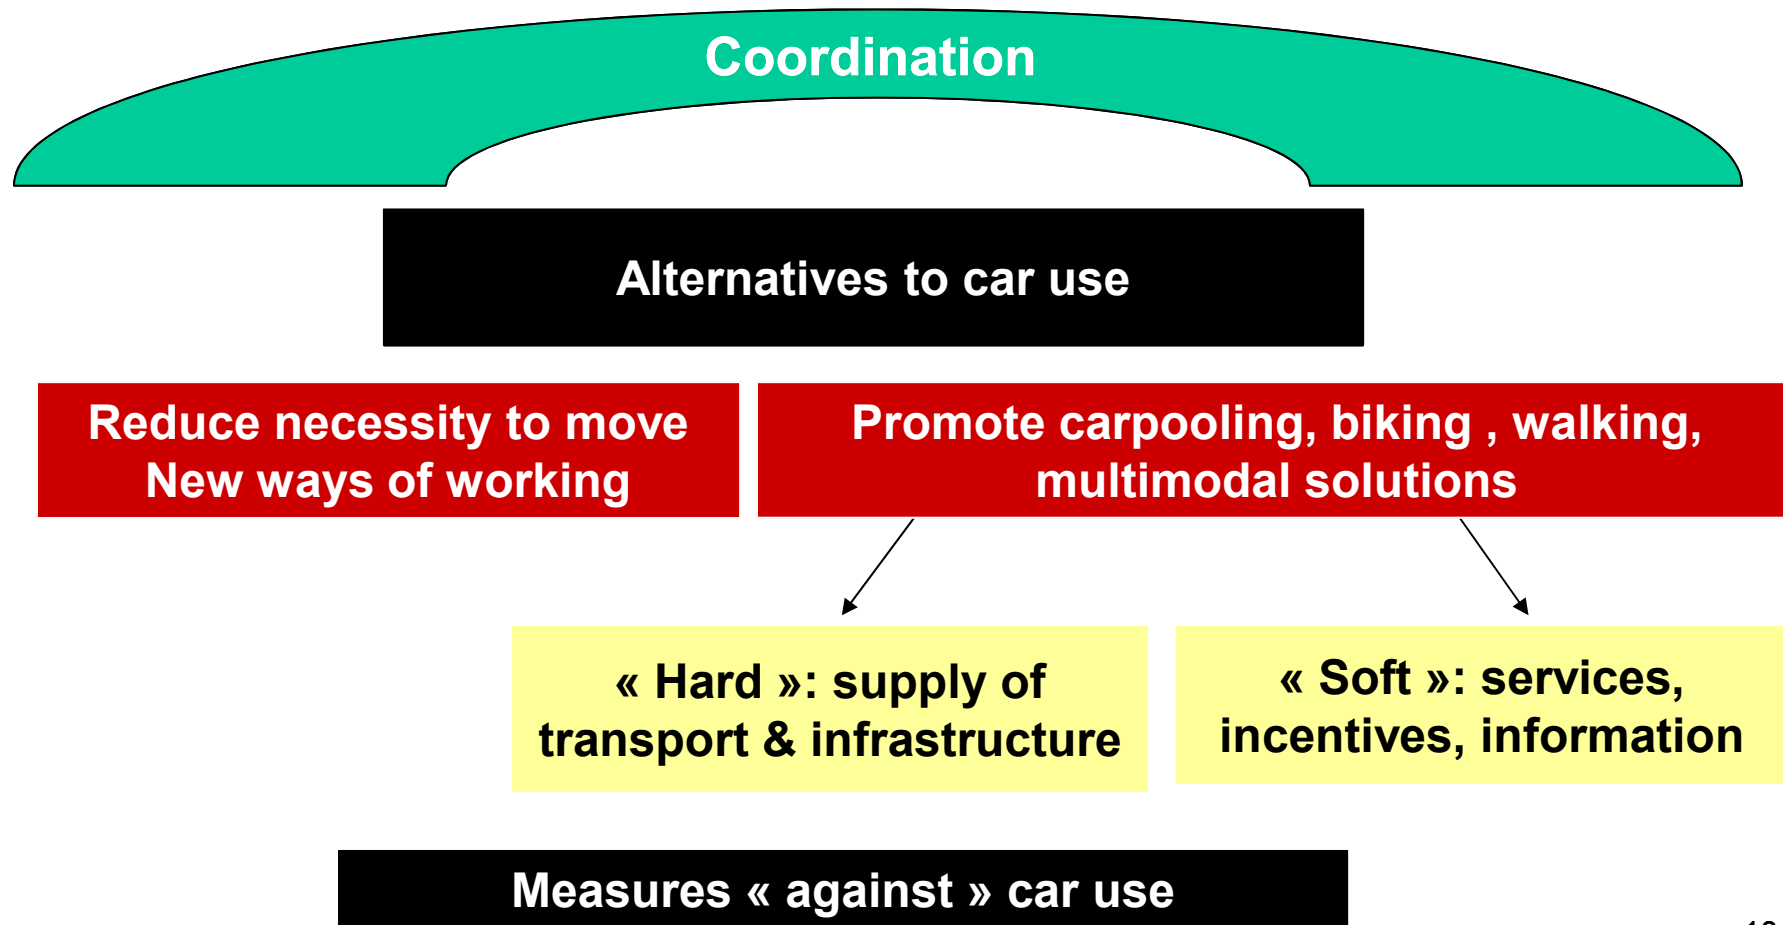 Coordination
Alternatives to car use
Reduce necessity to move
New ways of working
Promote carpooling, biking , walking,
multimodal solutions
« Hard »: supply of
transport & infrastructure
« Soft »: services,
incentives, information
Measures « against » car use